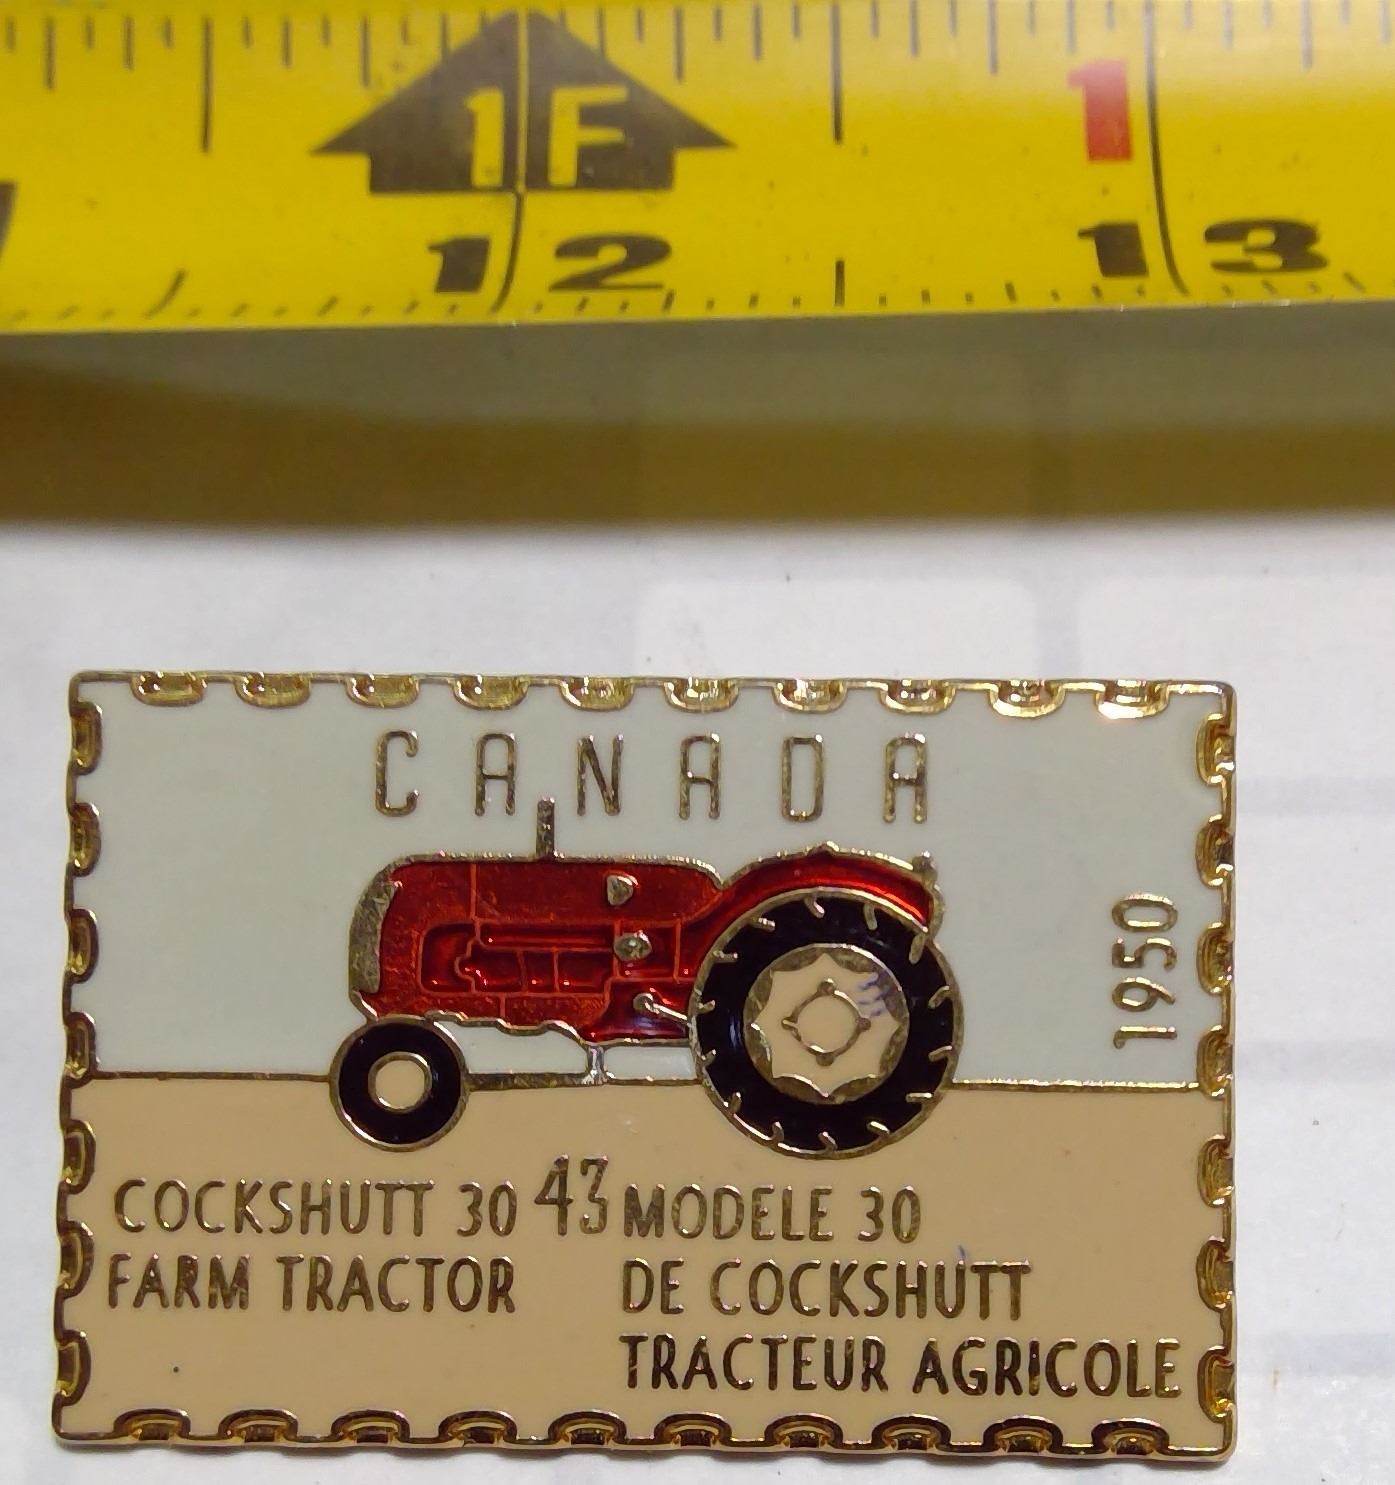 1F
1
12
13
CANADA
1950
COCKSHUTT 30 43 MODELE 30
FARM TRACTOR DE COCKSHUTT
TRACTEUR AGRICOLE